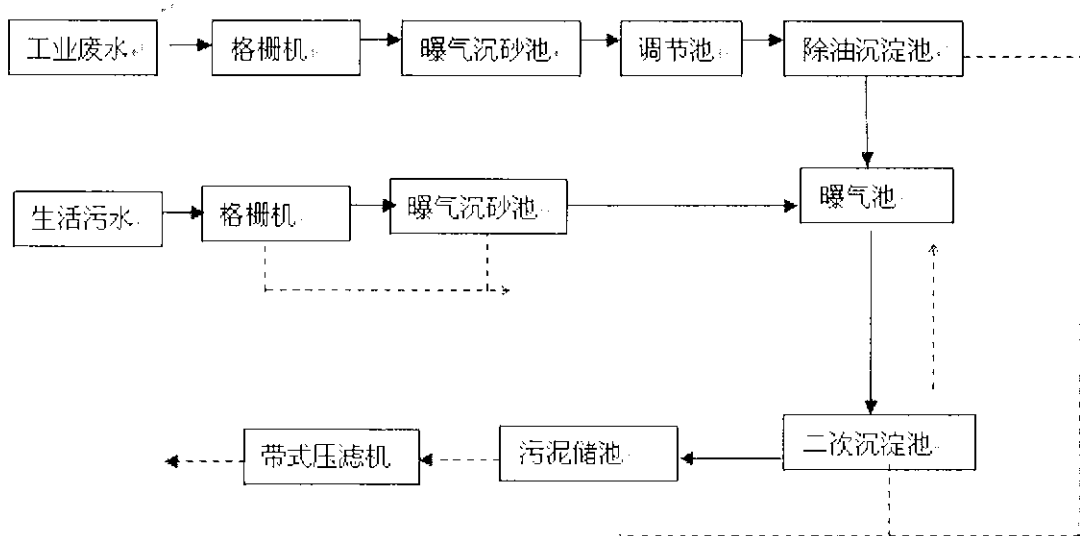 工业废水
格栅机
曝气沉砂池
调节池
除油沉淀池
生活污水
格栅机
曝气沉砂池
曝气池
带式压滤机
污泥储池
二次沉淀池